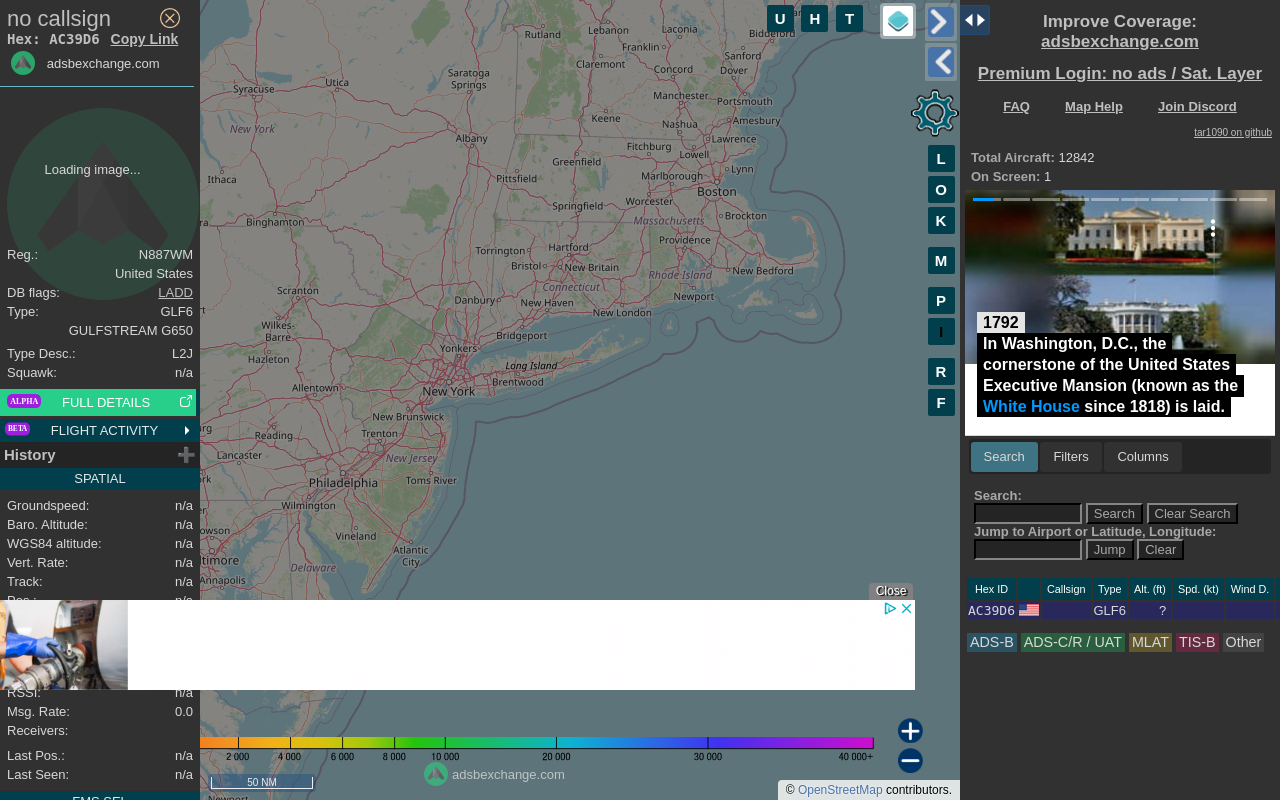 no callsign
Hex: AC39D6 Copy Link
adsbexchange.com
Loading image...
Reg.: N887WM
United States
DB flags: LADD
Type: GLF6
GULFSTREAM G650
Type Desc.: L2J
Squawk: n/a
ALPHA FULL DETAILS
BETA FLIGHT ACTIVITY
History
SPATIAL
Groundspeed: n/a
Baro. Altitude: n/a
WGS84 altitude: n/a
Vert. Rate: n/a
Track: n/a
Pos.: n/a
RSSI: n/a
Msg. Rate: 0.0
Receivers:
Last Pos.: n/a
Last Seen: n/a
FMS SEL
U H T
L
O
K
M
P
I
R
F
Rutland
Lebanon
Laconia
Franklin
Biddeford
Claremont
Sanford
Concord
Dover
Saratoga
Springs
Utica
Syracuse
Manchester
Portsmouth
Keene
Nashua
Amesbury
New York
Albany
Lawrence
Fitchburg
Lowell
Greenfield
Lynn
Ithaca
Pittsfield
Marlborough
Boston
Worcester
Springfield
Brockton
Binghamton
Massachusetts
Providence
Torrington
Hartford
Bristol
New Britain
New Bedford
Rhode Island
Connecticut
Scranton
Danbury
New Haven
Newport
New London
Wilkes-
Barre
Bridgeport
Yonkers
Hazleton
Long Island
Brentwood
Allentown
New York
New Brunswick
Reading
Trenton
Lancaster
New Jersey
Toms River
Philadelphia
Wilmington
Vineland
Atlantic
City
Annapolis
Delaware
Newport
Close
2 000 4 000 6 000 8 000 10 000 20 000 30 000 40 000+
50 NM
adsbexchange.com
© OpenStreetMap contributors.
Improve Coverage:
adsbexchange.com
Premium Login: no ads / Sat. Layer
FAQ Map Help Join Discord
tar1090 on github
Total Aircraft: 12842
On Screen: 1
1792
In Washington, D.C., the
cornerstone of the United States
Executive Mansion (known as the
White House since 1818) is laid.
Search Filters Columns
Search:
Search Clear Search
Jump to Airport or Latitude, Longitude:
Jump Clear
Hex ID Callsign Type Alt. (ft) Spd. (kt) Wind D.
AC39D6 GLF6 ?
ADS-B ADS-C/R / UAT MLAT TIS-B Other